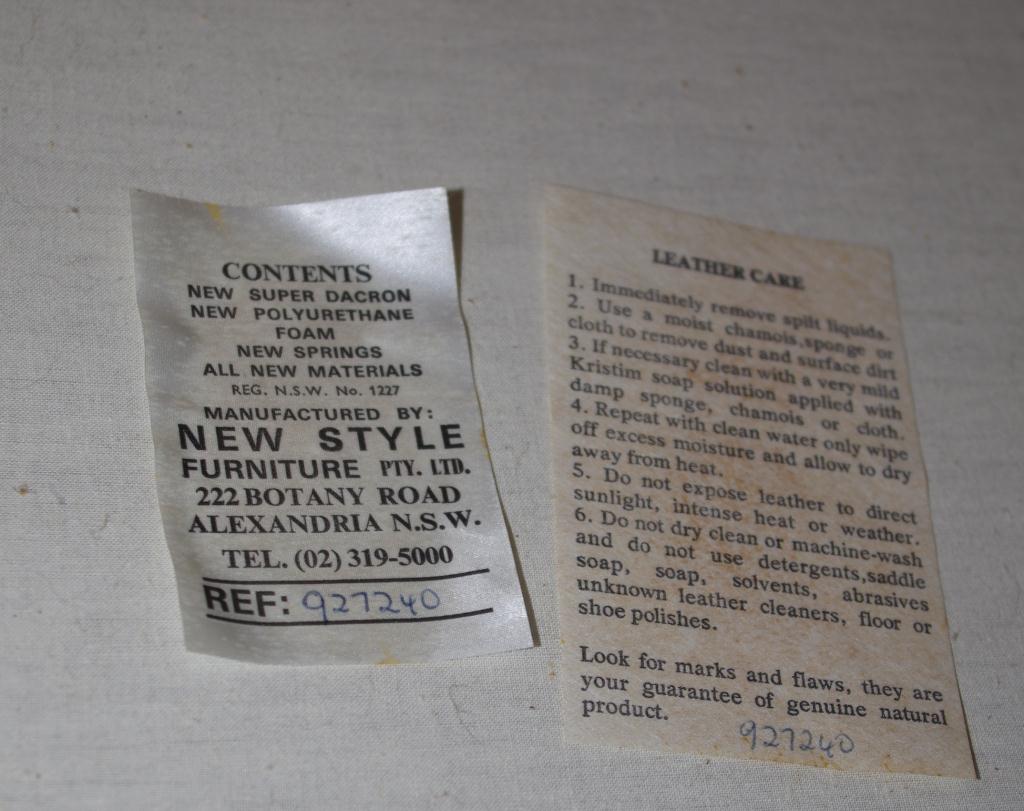 CONTENTS
NEW SUPER DACRON
NEW POLYURETHANE
FOAM
NEW SPRINGS
ALL NEW MATERIALS
REG. N.S.W. No. 1227
MANUFACTURED BY:
NEW STYLE
FURNITURE PTY. LTD.
222 BOTANY ROAD
ALEXANDRIA N.S.W.
TEL. (02) 319-5000
REF: 927240
LEATHER CARE
1. Immediately remove spilt liquids.
2. Use a moist chamois,sponge or
cloth to remove dust and surface dirt
3. If necessary clean with a very mild
Kristim soap solution applied with
damp sponge, chamois or cloth.
4. Repeat with clean water only wipe
off excess moisture and allow to dry
away from heat.
5. Do not expose leather to direct
sunlight, intense heat or weather.
6. Do not dry clean or machine-wash
and do not use detergents,saddle
soap, soap, solvents, abrasives
unknown leather cleaners, floor or
shoe polishes.
Look for marks and flaws, they are
your guarantee of genuine natural
product.
927240